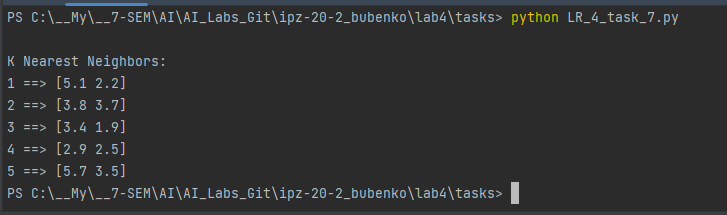 PS C:\__My\__7-SEM\AI\AI_Labs_Git\ipz-20-2_bubenko\lab4\tasks> python LR_4_task_7.py
K Nearest Neighbors:
1 ==> [5.1 2.2]
2 ==> [3.8 3.7]
3 ==> [3.4 1.9]
4 ==> [2.9 2.5]
5 ==> [5.7 3.5]
PS C:\__My\__7-SEM\AI\AI_Labs_Git\ipz-20-2_bubenko\lab4\tasks>